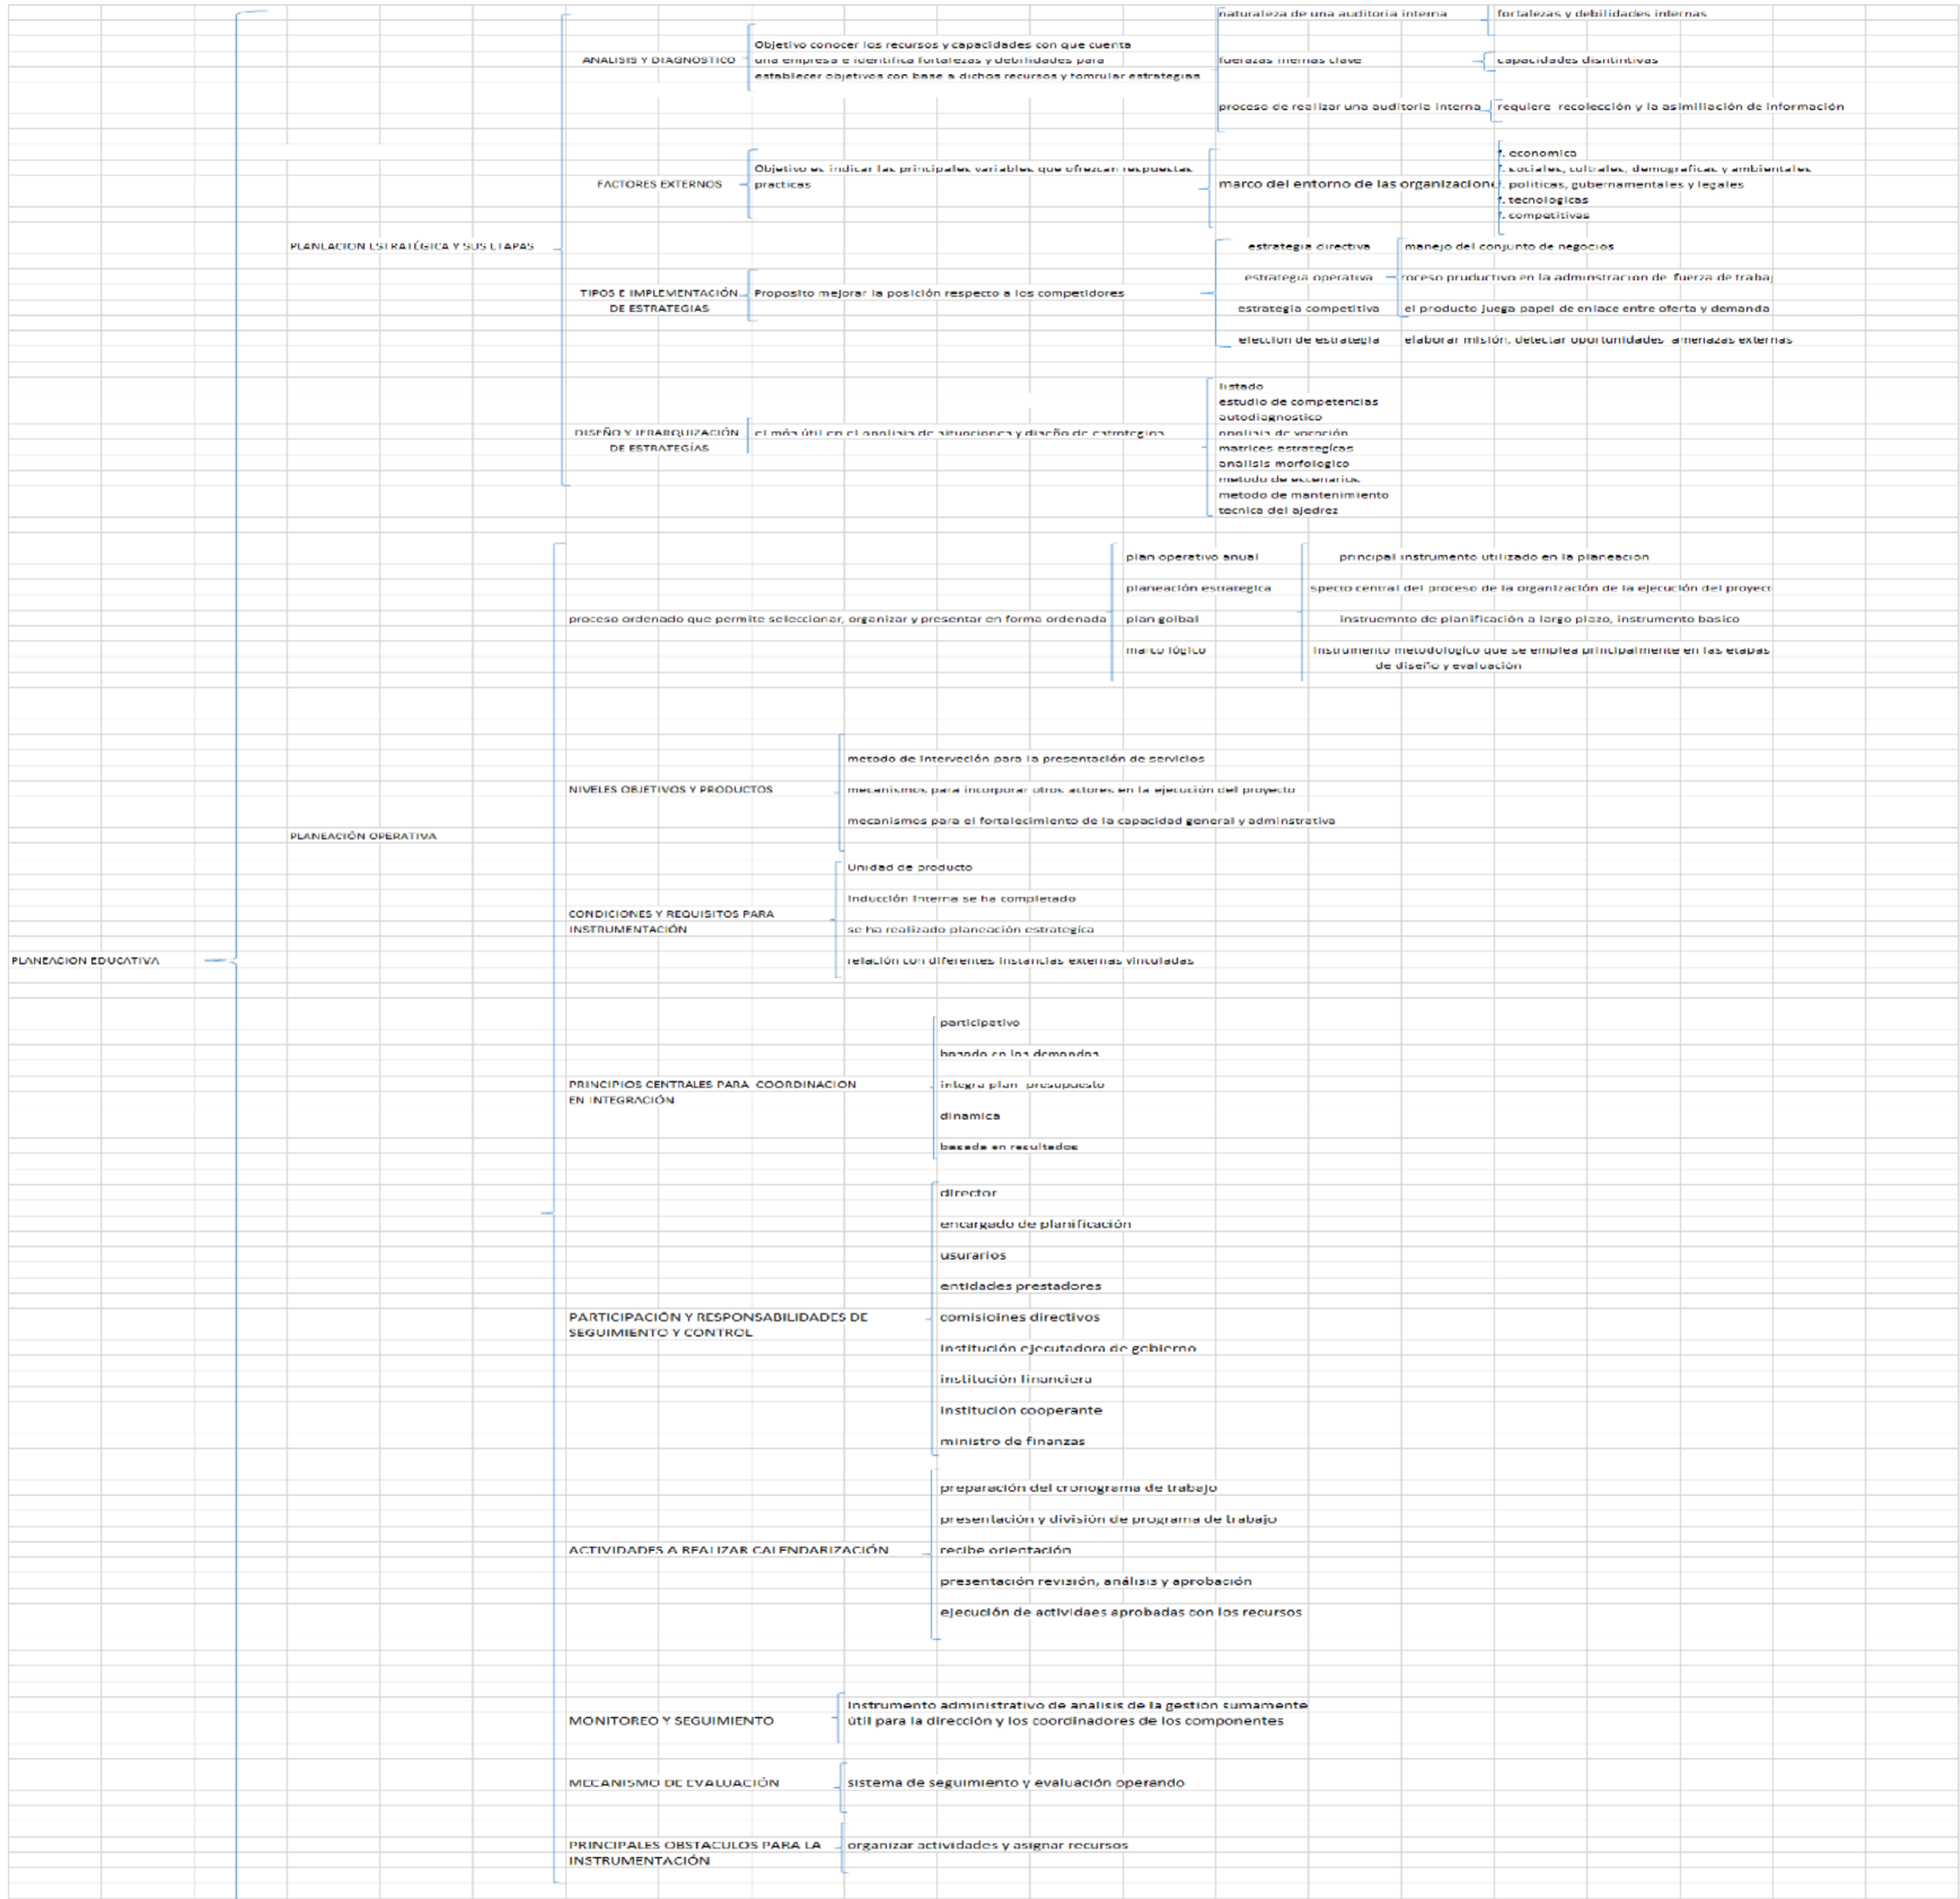 PLANEACION EDUCATIVA
PLANEACION ESTRATÉGICA Y SUS ETAPAS
ANALISIS Y DIAGNOSTICO
Objetivo conocer los recursos y capacidades con que cuenta
una empresa e identifica fortalezas y debilidades para
establecer objetivos con base a dichos recursos y fomrular estrategias
naturaleza de una auditoria interna
fortalezas y debilidades internas
fuerazas inernas clave
capacidades disntintivas
proceso de realizar una auditoria interna
requiere recolección y la asimiliación de información
FACTORES EXTERNOS
Objetivo es indicar las principales variables que ofrezcan respuestas
practicas
marco del entorno de las organizacione
f. economica
f. sociales, cultrales, demograficas y ambientales
f. politicas, gubernamentales y legales
f. tecnologicas
f. competitivas
TIPOS E IMPLEMENTACIÓN
DE ESTRATEGIAS
Proposito mejorar la posición respecto a los competidores
estrategia directiva
manejo del conjunto de negocios
estrategia operativa
roceso pruductivo en la adminstracion de fuerza de trabaj
estrategia competitiva
el producto juega papel de enlace entre oferta y demanda
eleccion de estrategia
elaborar misión, detectar oportunidades amenazas externas
DISEÑO Y JERARQUIZACIÓN
DE ESTRATEGÍAS
el más útil en el analisis de situaciones y diseño de estrategias
listado
estudio de competencias
autodiagnostico
analisis de vocación
matrices estrategícas
analisis morfologico
metodo de escenarios
metodo de mantenimiento
tecnica del ajedrez
PLANEACIÓN OPERATIVA
proceso ordenado que permite seleccionar, organizar y presentar en forma ordenada
plan operativo anual
principal instrumento utilizado en la planeación
planeación estrategica
specto central del proceso de la organización de la ejecución del proyect
plan golbal
instruemnto de planificación a largo plazo, instrumento basico
marco lógico
instrumento metodologico que se emplea principalmente en las etapas
de diseño y evaluación
NIVELES OBJETIVOS Y PRODUCTOS
metodo de interveción para la presentación de servicios
mecanismos para incorporar otros actores en la ejecución del proyecto
mecanismos para el fortalecimiento de la capacidad general y adminstrativa
CONDICIONES Y REQUISITOS PARA
INSTRUMENTACIÓN
Unidad de producto
Inducción interna se ha completado
se ha realizado planeación estrategica
relación con diferentes instancias externas vinculadas
PRINCIPIOS CENTRALES PARA COORDINACION
EN INTEGRACIÓN
participativo
basado en las demandas
integra plan presupuesto
dinamica
basada en resultados
PARTICIPACIÓN Y RESPONSABILIDADES DE
SEGUIMIENTO Y CONTROL
director
encargado de planificación
usurarios
entidades prestadores
comisioines directivos
institución ejecutadora de gobierno
institución financiera
institución cooperante
ministro de finanzas
ACTIVIDADES A REALIZAR CALENDARIZACIÓN
preparación del cronograma de trabajo
presentación y división de programa de trabajo
recibe orientación
presentación revisión, análisis y aprobación
ejecución de actividaes aprobadas con los recursos
MONITOREO Y SEGUIMIENTO
Instrumento administrativo de analisis de la gestion sumamente
útil para la dirección y los coordinadores de los componentes
MECANISMO DE EVALUACIÓN
sistema de seguimiento y evaluación operando
PRINCIPALES OBSTACULOS PARA LA
INSTRUMENTACIÓN
organizar actividades y asignar recursos